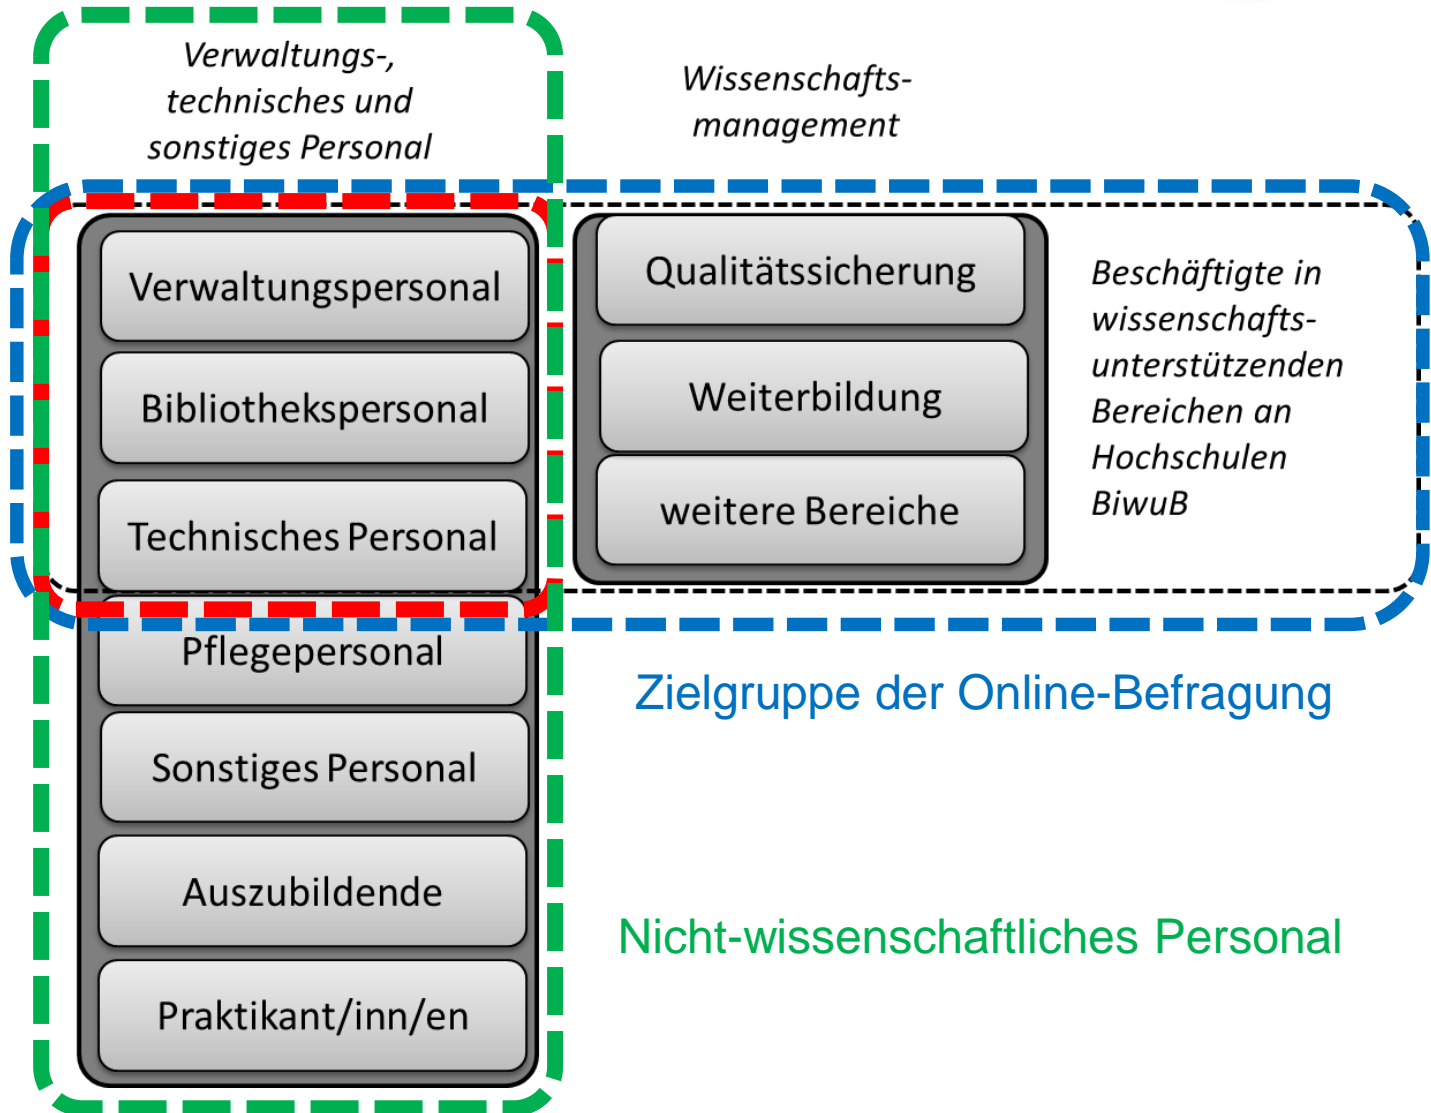 Verwaltungs-,
technisches und
sonstiges Personal
Wissenschafts-
management
Verwaltungspersonal
Bibliothekspersonal
Technisches Personal
Pflegepersonal
Sonstiges Personal
Auszubildende
Praktikant/inn/en
Qualitätssicherung
Weiterbildung
weitere Bereiche
Beschäftigte in
wissenschafts-
unterstützenden
Bereichen an
Hochschulen
BiwuB
Zielgruppe der Online-Befragung
Nicht-wissenschaftliches Personal